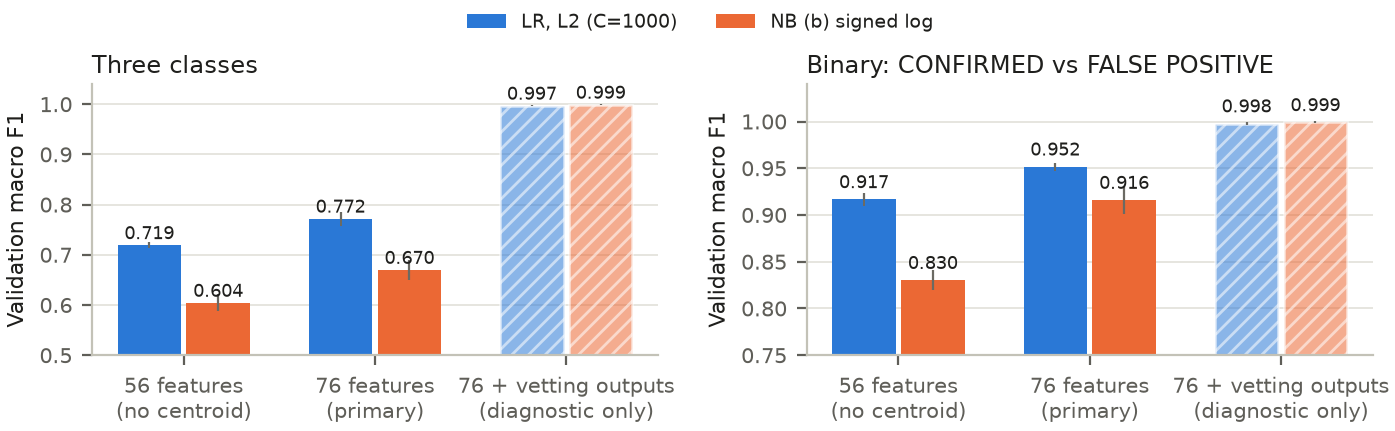 LR, L2 (C=1000)
NB (b) signed log
Three classes
Validation macro F1
1.0
0.9
0.8
0.7
0.6
0.5
0.719
0.604
0.772
0.670
0.997
0.999
56 features
(no centroid)
76 features
(primary)
76 + vetting outputs
(diagnostic only)
Binary: CONFIRMED vs FALSE POSITIVE
Validation macro F1
1.00
0.95
0.90
0.85
0.80
0.75
0.917
0.830
0.952
0.916
0.998
0.999
56 features
(no centroid)
76 features
(primary)
76 + vetting outputs
(diagnostic only)